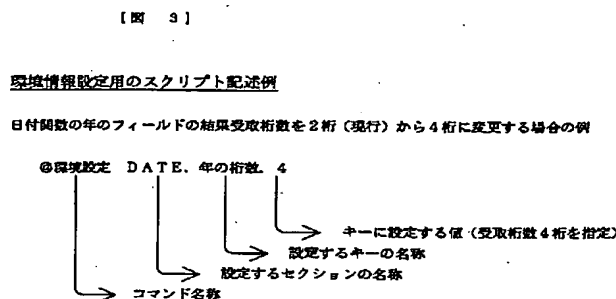 [図 3]
環境情報設定用のスクリプト記述例
日付関数の年のフィールドの結果受取桁数を2桁(現行)から4桁に変更する場合の例
@環境設定 DATE.年の桁数.4
キーに設定する値(受取桁数4桁を指定)
設定するキーの名称
設定するセクションの名称
コマンド名称